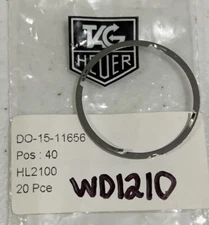 TAG
HEUER
DO-15-11656
Pos : 40
HL2100
20 Pce
WD1210